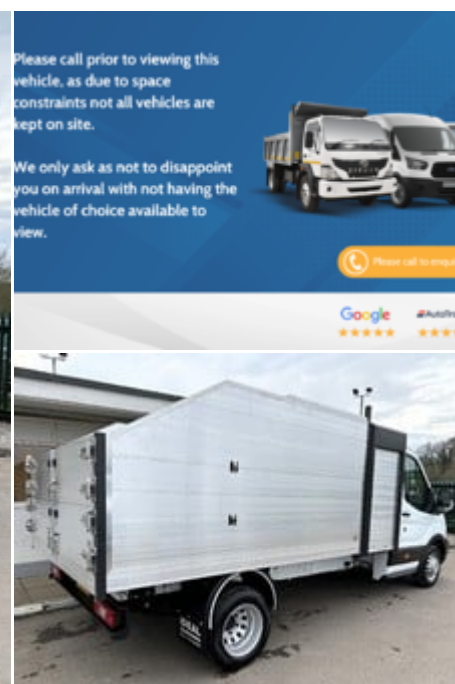 Please call prior to viewing this
vehicle, as due to space
constraints not all vehicles are
kept on site.
We only ask as not to disappoint
you on arrival with not having the
vehicle of choice available to
view.
Please call to enqui
Google
AutoTra